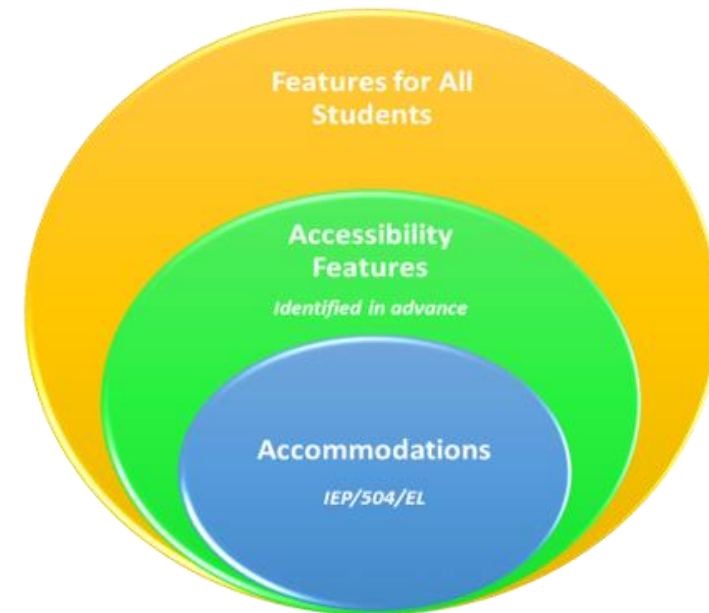 Features for All
Students
Accessibility
Features
Identified in advance
Accommodations
IEP/504/EL